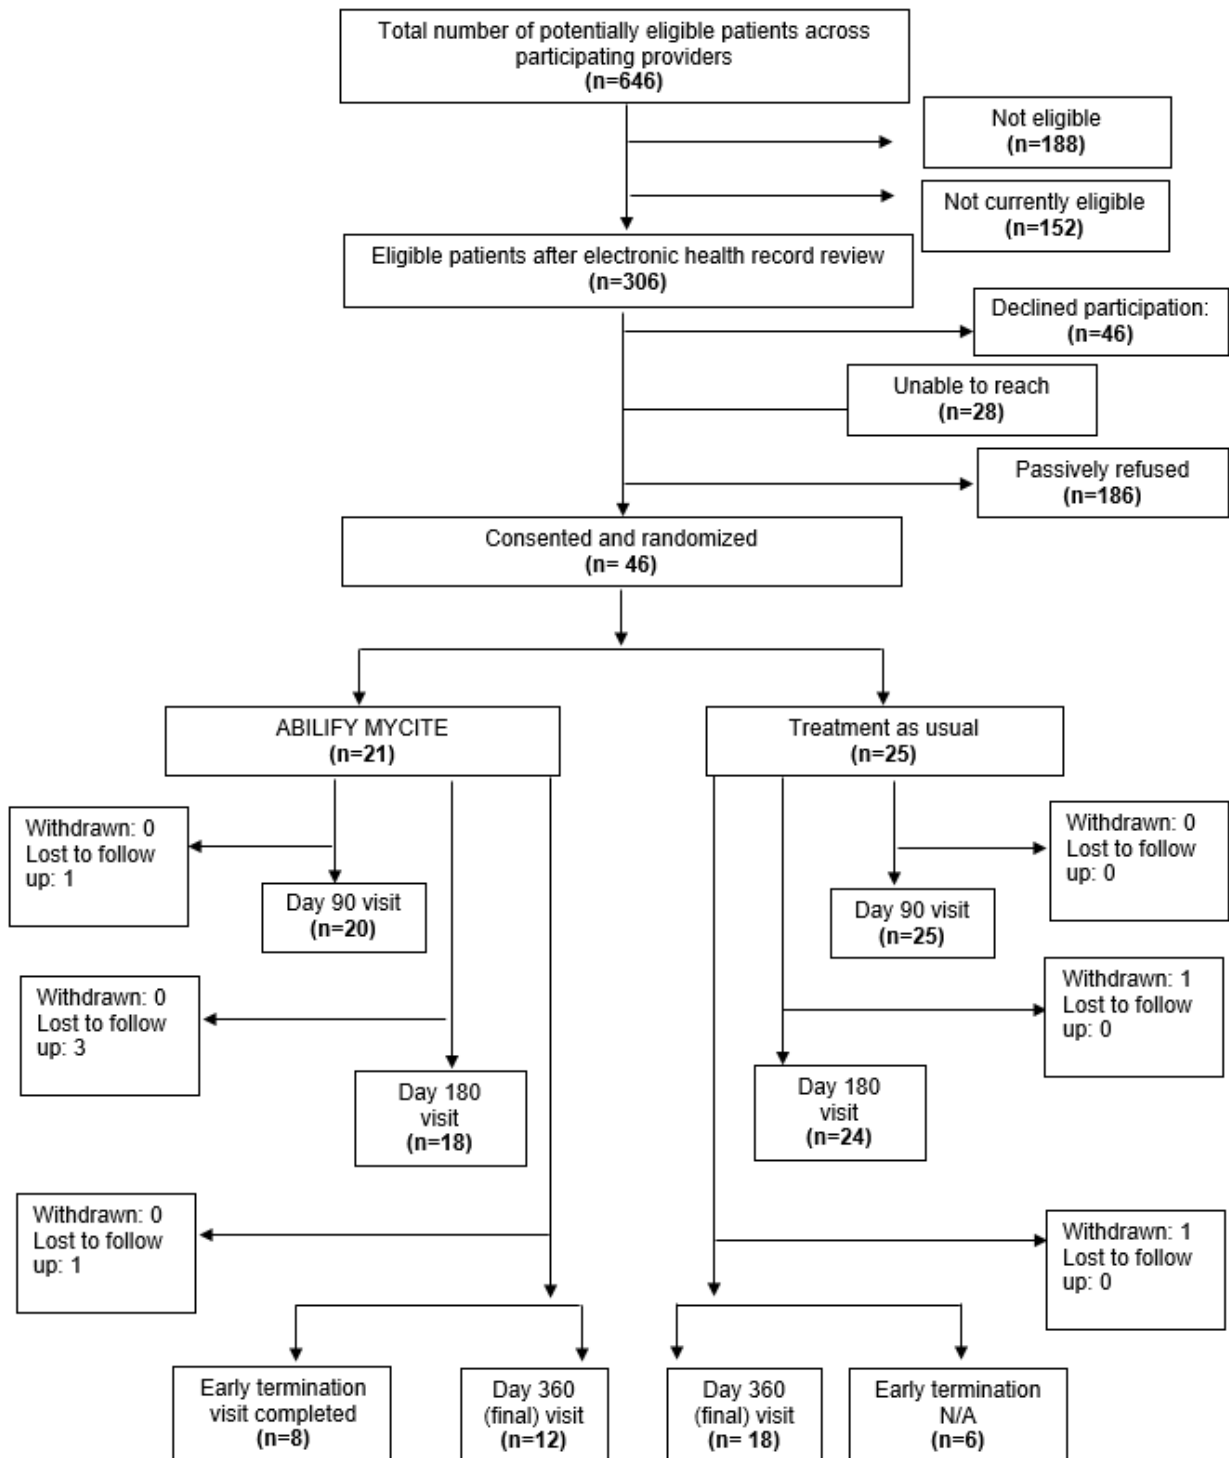 Total number of potentially eligible patients across
participating providers
(n=646)
Not eligible
(n=188)
Not currently eligible
(n=152)
Eligible patients after electronic health record review
(n=306)
Declined participation:
(n=46)
Unable to reach
(n=28)
Passively refused
(n=186)
Consented and randomized
(n= 46)
ABILIFY MYCITE
(n=21)
Treatment as usual
(n=25)
Withdrawn: 0
Lost to follow
up: 1
Day 90 visit
(n=20)
Day 90 visit
(n=25)
Withdrawn: 0
Lost to follow
up: 0
Withdrawn: 0
Lost to follow
up: 3
Day 180
visit
(n=18)
Day 180
visit
(n=24)
Withdrawn: 1
Lost to follow
up: 0
Withdrawn: 0
Lost to follow
up: 1
Withdrawn: 1
Lost to follow
up: 0
Early termination
visit completed
(n=8)
Day 360
(final) visit
(n=12)
Day 360
(final) visit
(n= 18)
Early termination
N/A
(n=6)